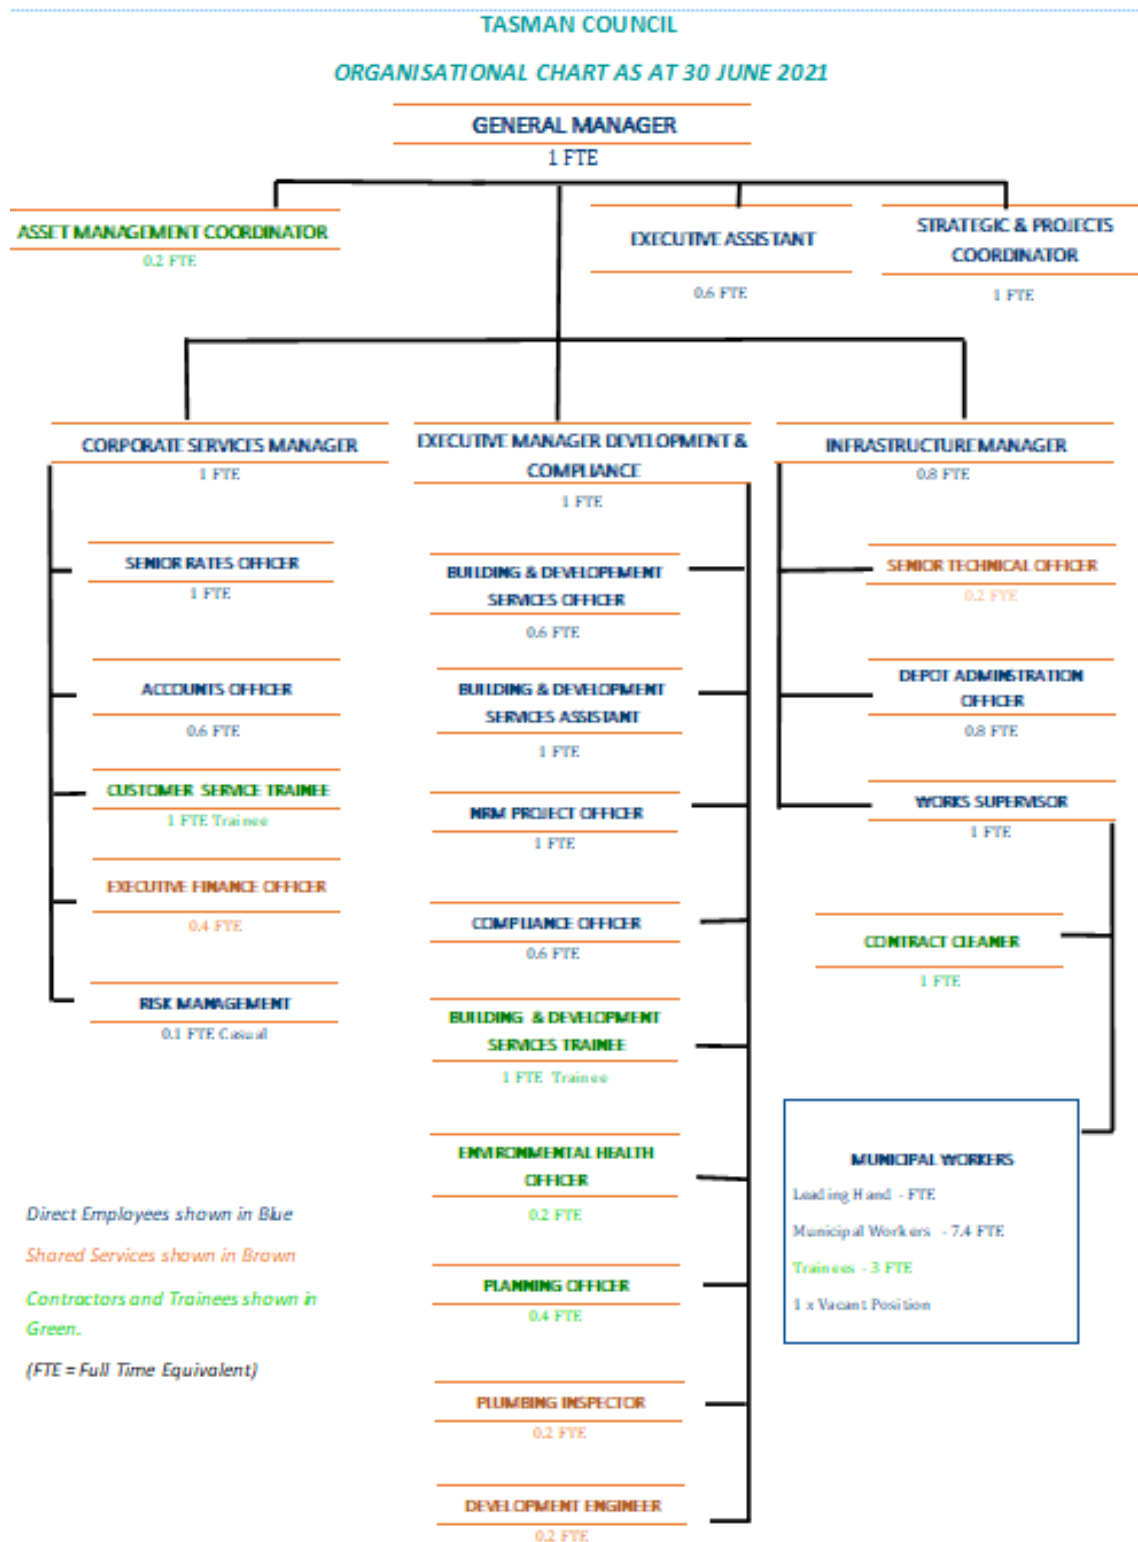 TASMAN COUNCIL
ORGANISATIONAL CHART AS AT 30 JUNE 2021
GENERAL MANAGER
1 FTE
ASSET MANAGEMENT COORDINATOR
0.2 FTE
EXECUTIVE ASSISTANT
0.6 FTE
STRATEGIC & PROJECTS
COORDINATOR
1 FTE
CORPORATE SERVICES MANAGER
1 FTE
SENIOR RATES OFFICER
1 FTE
ACCOUNTS OFFICER
0.6 FTE
CUSTOMER SERVICE TRAINEE
1 FTE Trainee
EXECUTIVE FINANCE OFFICER
0.4 FTE
RISK MANAGEMENT
0.1 FTE Casual
EXECUTIVE MANAGER DEVELOPMENT &
COMPLIANCE
1 FTE
BUILDING & DEVELOPEMENT
SERVICES OFFICER
0.6 FTE
BUILDING & DEVELOPMENT
SERVICES ASSISTANT
1 FTE
NRM PROJECT OFFICER
1 FTE
COMPLIANCE OFFICER
0.6 FTE
BUILDING & DEVELOPMENT
SERVICES TRAINEE
1 FTE Trainee
ENVIRONMENTAL HEALTH
OFFICER
0.2 FTE
PLANNING OFFICER
0.4 FTE
PLUMBING INSPECTOR
0.2 FTE
DEVELOPMENT ENGINEER
0.2 FTE
INFRASTRUCTURE MANAGER
0.8 FTE
SENIOR TECHNICAL OFFICER
0.2 FTE
DEPOT ADMINSTRATION
OFFICER
0.8 FTE
WORKS SUPERVISOR
1 FTE
CONTRACT CLEANER
1 FTE
MUNICIPAL WORKERS
Leading Hand - FTE
Municipal Workers - 7.4 FTE
Trainees - 3 FTE
1 x Vacant Position
Direct Employees shown in Blue
Shared Services shown in Brown
Contractors and Trainees shown in
Green.
(FTE = Full Time Equivalent)